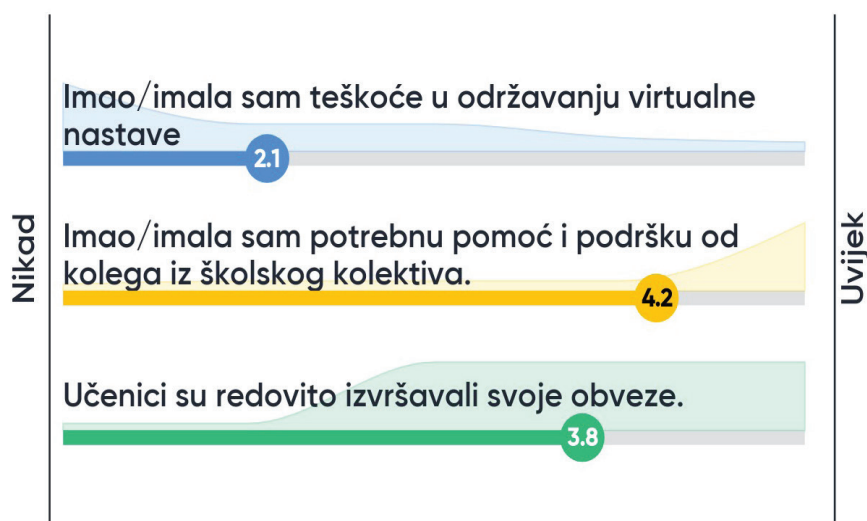 Imao/imala sam teškoće u održavanju virtualne
nastave
2.1
Nikad
Imao/imala sam potrebnu pomoć i podršku od
kolega iz školskog kolektiva.
4.2
Uvijek
Učenici su redovito izvršavali svoje obveze.
3.8